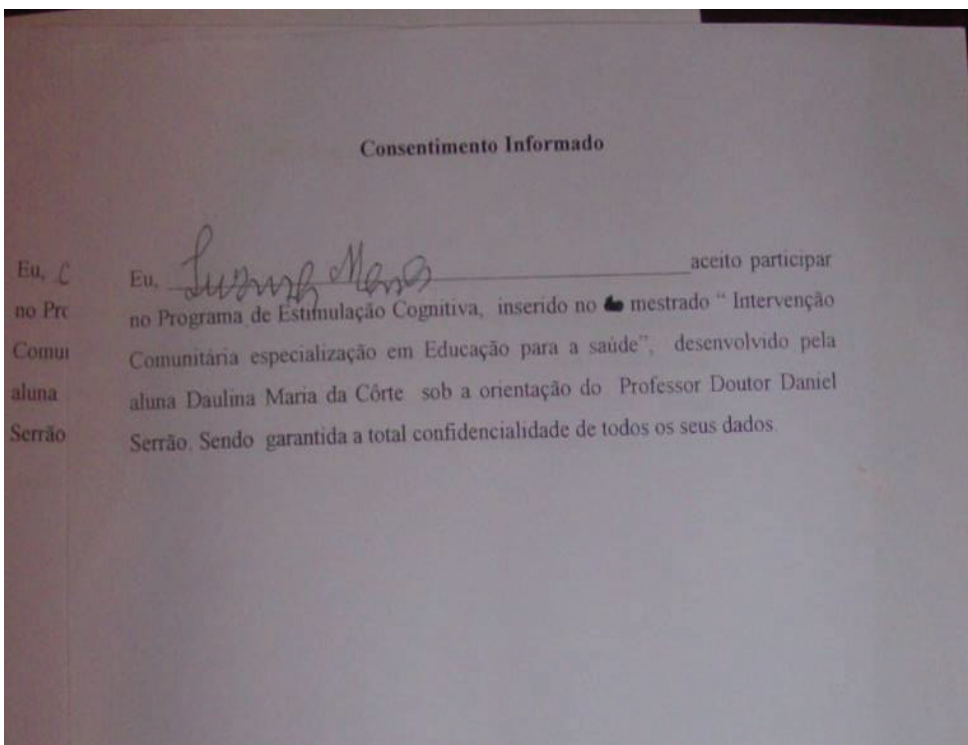 Consentimento Informado
Eu, aceito participar
no Programa de Estimulação Cognitiva, inserido no mestrado “ Intervenção
Comunitária especialização em Educação para a saúde”, desenvolvido pela
aluna Daulina Maria da Côrte sob a orientação do Professor Doutor Daniel
Serrão. Sendo garantida a total confidencialidade de todos os seus dados.
Eu, C
no Pro
Comun
aluna
Serrão